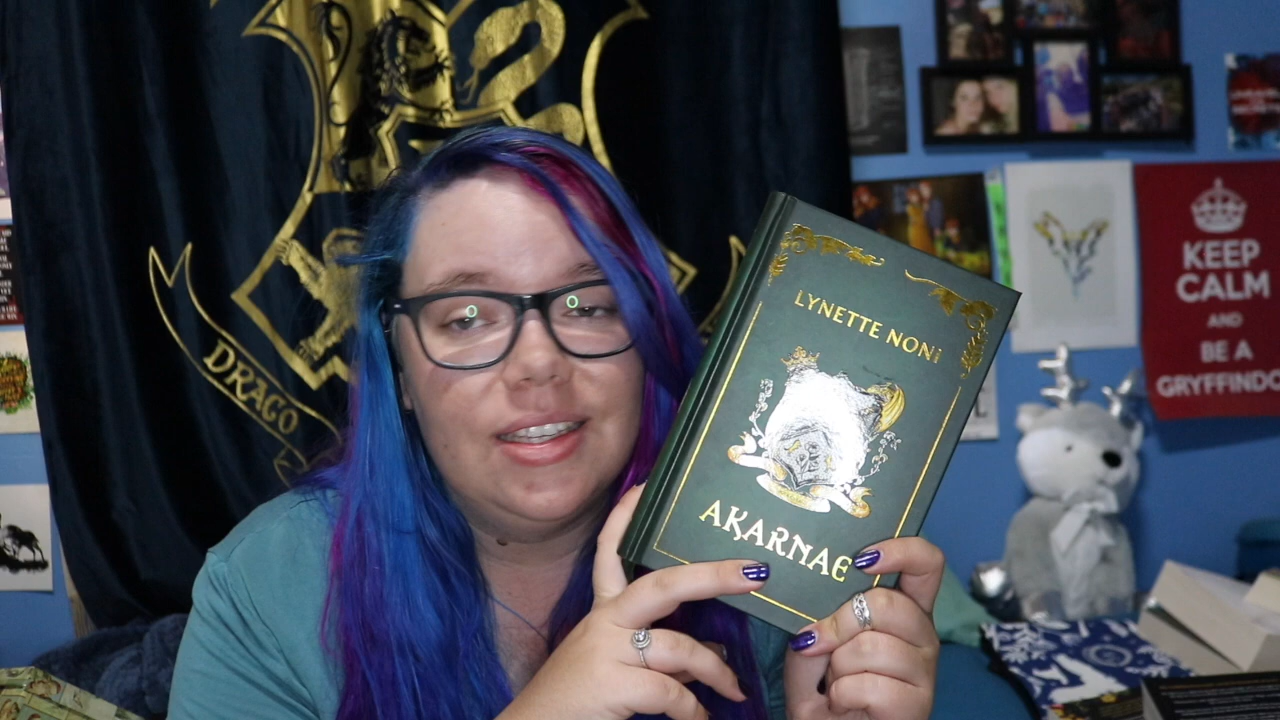 DRACO
LYNETTE NONI
AKARNAE
KEEP
CALM
AND
BE A
GRYFFINDO